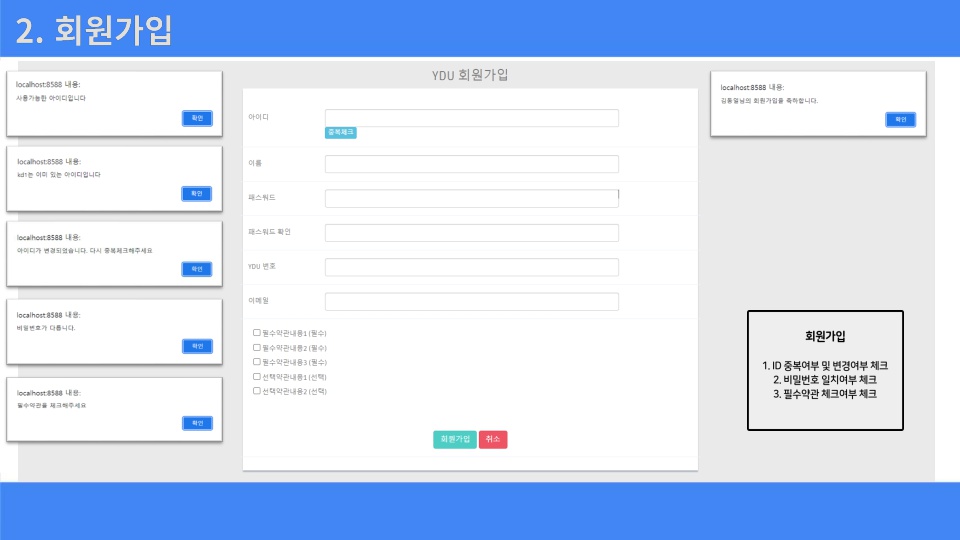 2. 회원가입
localhost:8588 내용:
사용가능한 아이디입니다
확인
localhost:8588 내용:
kd1는 이미 있는 아이디입니다
확인
localhost:8588 내용:
아이디가 변경되었습니다. 다시 중복체크해주세요
확인
localhost:8588 내용:
비밀번호가 다릅니다.
확인
localhost:8588 내용:
필수약관을 체크해주세요
확인
YDU 회원가입
아이디
중복체크
이름
패스워드
패스워드 확인
YDU 번호
이메일
필수약관내용1 (필수)
필수약관내용2 (필수)
필수약관내용3 (필수)
선택약관내용1 (선택)
선택약관내용2 (선택)
회원가입 취소
localhost:8588 내용:
김동일님의 회원가입을 축하합니다.
확인
회원가입
1. ID 중복여부 및 변경여부 체크
2. 비밀번호 일치여부 체크
3. 필수약관 체크여부 체크